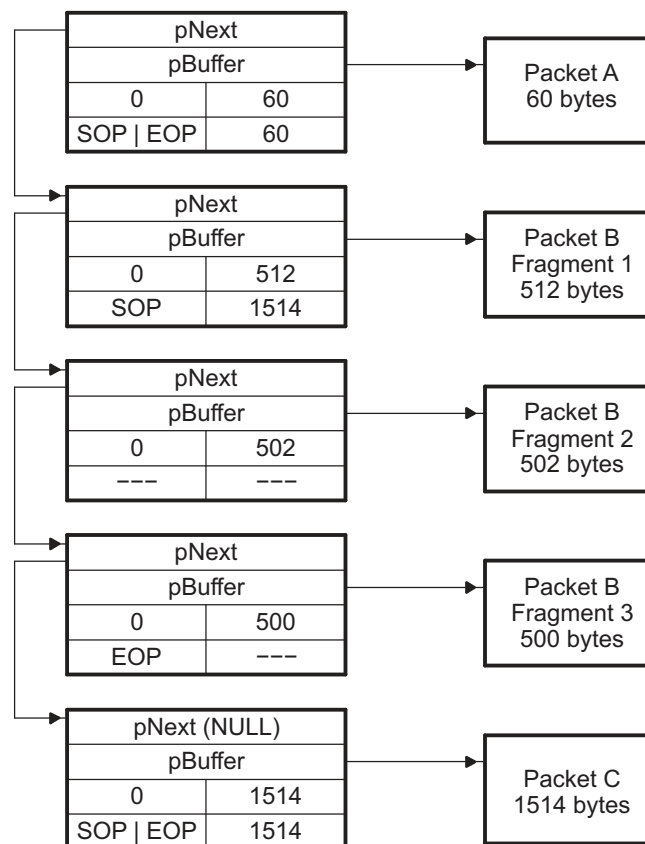 pNext
pBuffer
0 60
SOP | EOP 60
Packet A
60 bytes
pNext
pBuffer
0 512
SOP 1514
Packet B
Fragment 1
512 bytes
pNext
pBuffer
0 502
−−− −−−
Packet B
Fragment 2
502 bytes
pNext
pBuffer
0 500
EOP −−−
Packet B
Fragment 3
500 bytes
pNext (NULL)
pBuffer
0 1514
SOP | EOP 1514
Packet C
1514 bytes